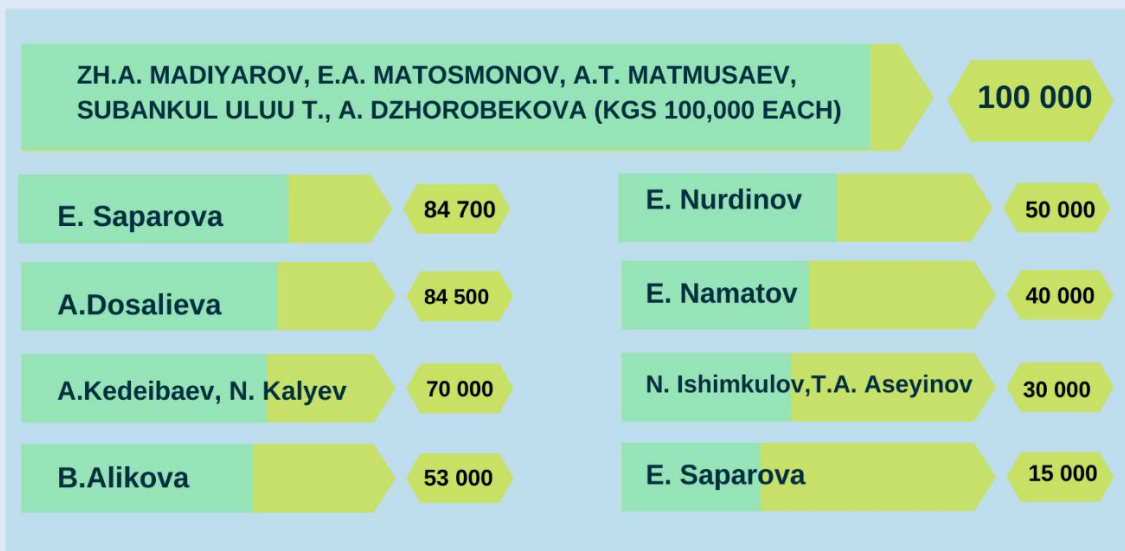 ZH.A. MADIYAROV, E.A. MATOSMONOV, A.T. MATMUSAEV,
SUBANKUL ULUU T., A. DZHOROBEKOVA (KGS 100,000 EACH)
100 000
E. Saparova
84 700
A.Dosalieva
84 500
A.Kedeibaev, N. Kalyev
70 000
B.Alikova
53 000
E. Nurdinov
50 000
E. Namatov
40 000
N. Ishimkulov,T.A. Aseyinov
30 000
E. Saparova
15 000